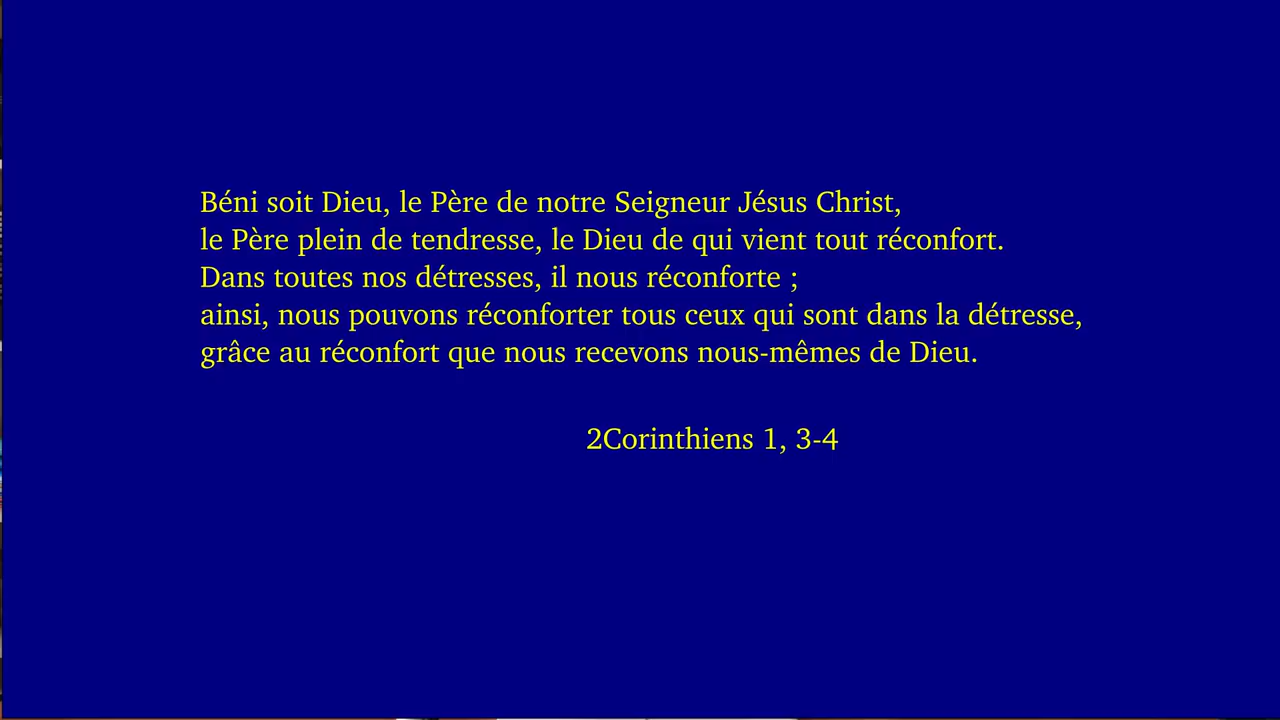 Béni soit Dieu, le Père de notre Seigneur Jésus Christ,
le Père plein de tendresse, le Dieu de qui vient tout réconfort.
Dans toutes nos détresses, il nous réconforte ;
ainsi, nous pouvons réconforter tous ceux qui sont dans la détresse,
grâce au réconfort que nous recevons nous-mêmes de Dieu.
2Corinthiens 1, 3-4